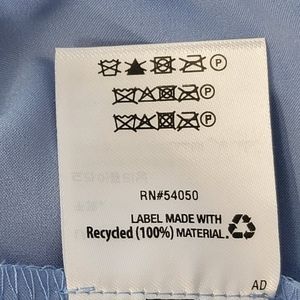 P
P
P
RN#54050
LABEL MADE WITH
Recycled (100%) MATERIAL.
AD